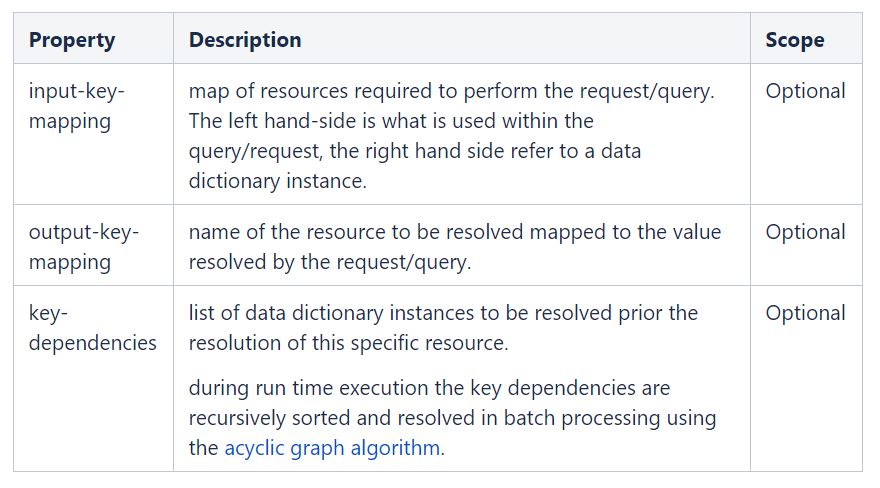 Property Description Scope
input-key- map of resources required to perform the request/query. Optional
mapping The left hand-side is what is used within the
query/request, the right hand side refer to a data
dictionary instance.
output-key- name of the resource to be resolved mapped to the value Optional
mapping resolved by the request/query.
key- list of data dictionary instances to be resolved prior the Optional
dependencies resolution of this specific resource.
during run time execution the key dependencies are
recursively sorted and resolved in batch processing using
the acyclic graph algorithm.